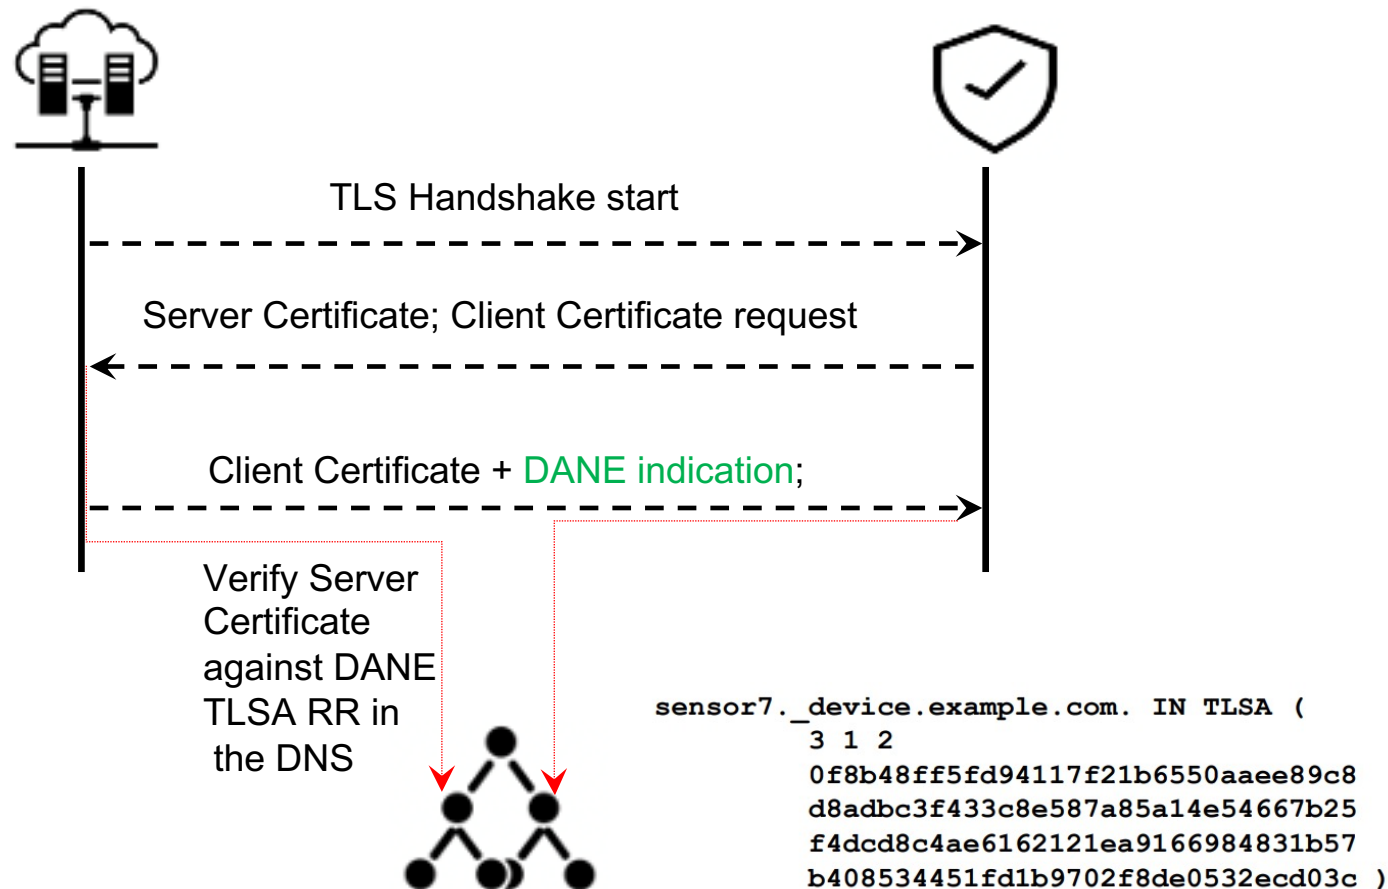 TLS Handshake start
Server Certificate; Client Certificate request
Client Certificate + DANE indication;
Verify Server
Certificate
against DANE
TLSA RR in
the DNS
sensor7._device.example.com. IN TLSA (
3 1 2
0f8b48ff5fd94117f21b6550aaee89c8
d8adbc3f433c8e587a85a14e54667b25
f4dcd8c4ae6162121ea9166984831b57
b408534451fd1b9702f8de0532ecd03c )